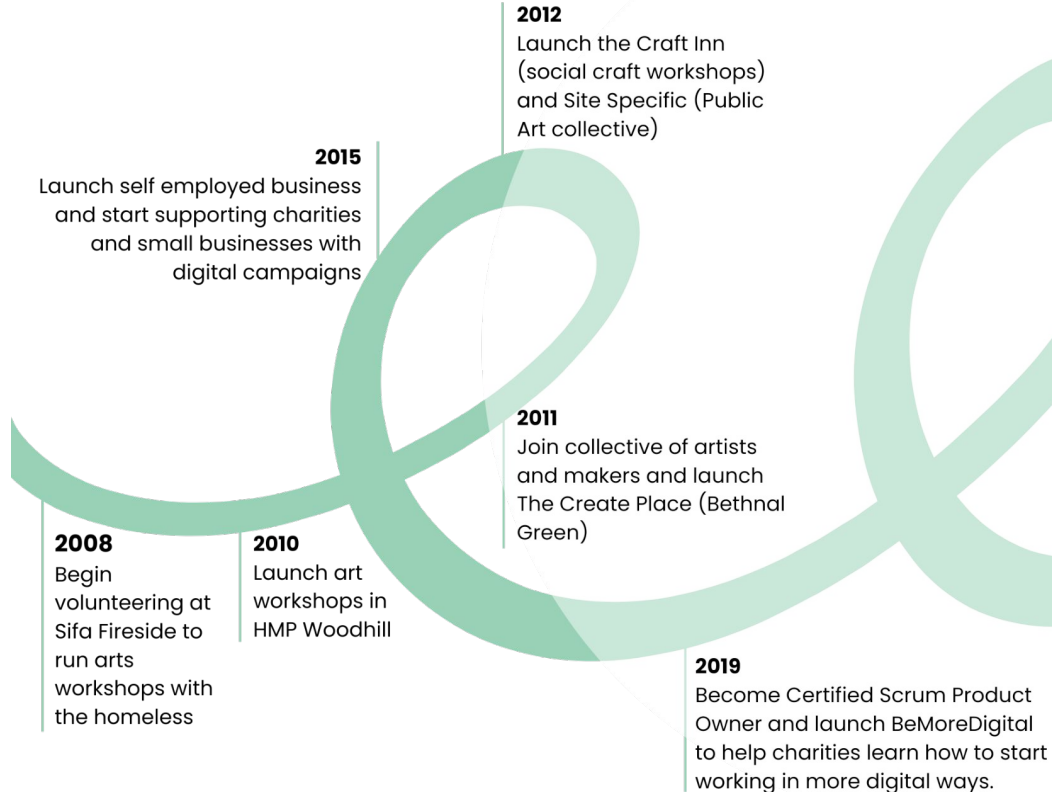 2012
Launch the Craft Inn
(social craft workshops)
and Site Specific (Public
Art collective)
2015
Launch self employed business
and start supporting charities
and small businesses with
digital campaigns
2011
Join collective of artists
and makers and launch
The Create Place (Bethnal
Green)
2008
Begin
volunteering at
Sifa Fireside to
run arts
workshops with
the homeless
2010
Launch art
workshops in
HMP Woodhill
2019
Become Certified Scrum Product
Owner and launch BeMoreDigital
to help charities learn how to start
working in more digital ways.